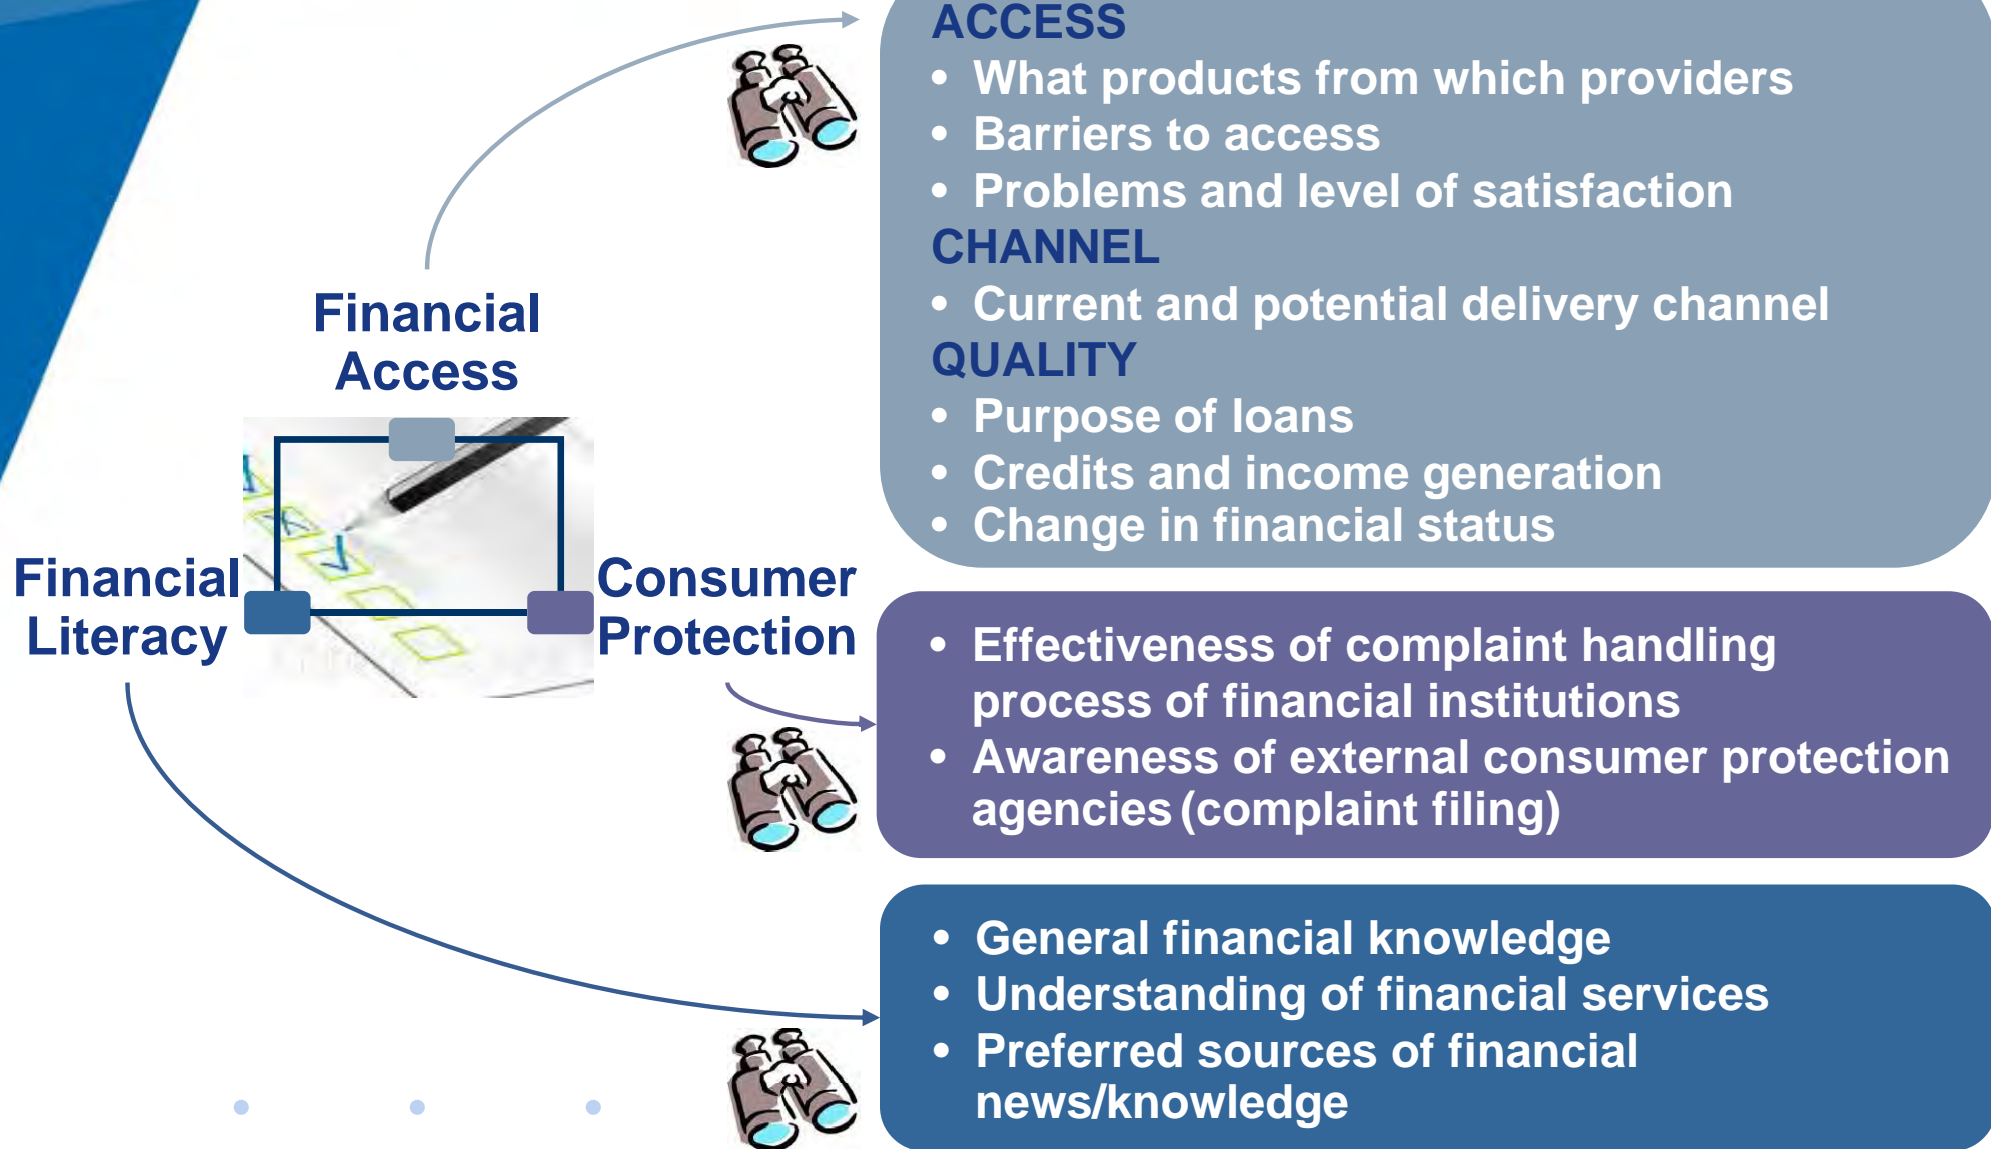 Financial
Access
Financial
Literacy
Consumer
Protection
ACCESS
• What products from which providers
• Barriers to access
• Problems and level of satisfaction
CHANNEL
• Current and potential delivery channel
QUALITY
• Purpose of loans
• Credits and income generation
• Change in financial status
• Effectiveness of complaint handling
process of financial institutions
• Awareness of external consumer protection
agencies (complaint filing)
• General financial knowledge
• Understanding of financial services
• Preferred sources of financial
news/knowledge